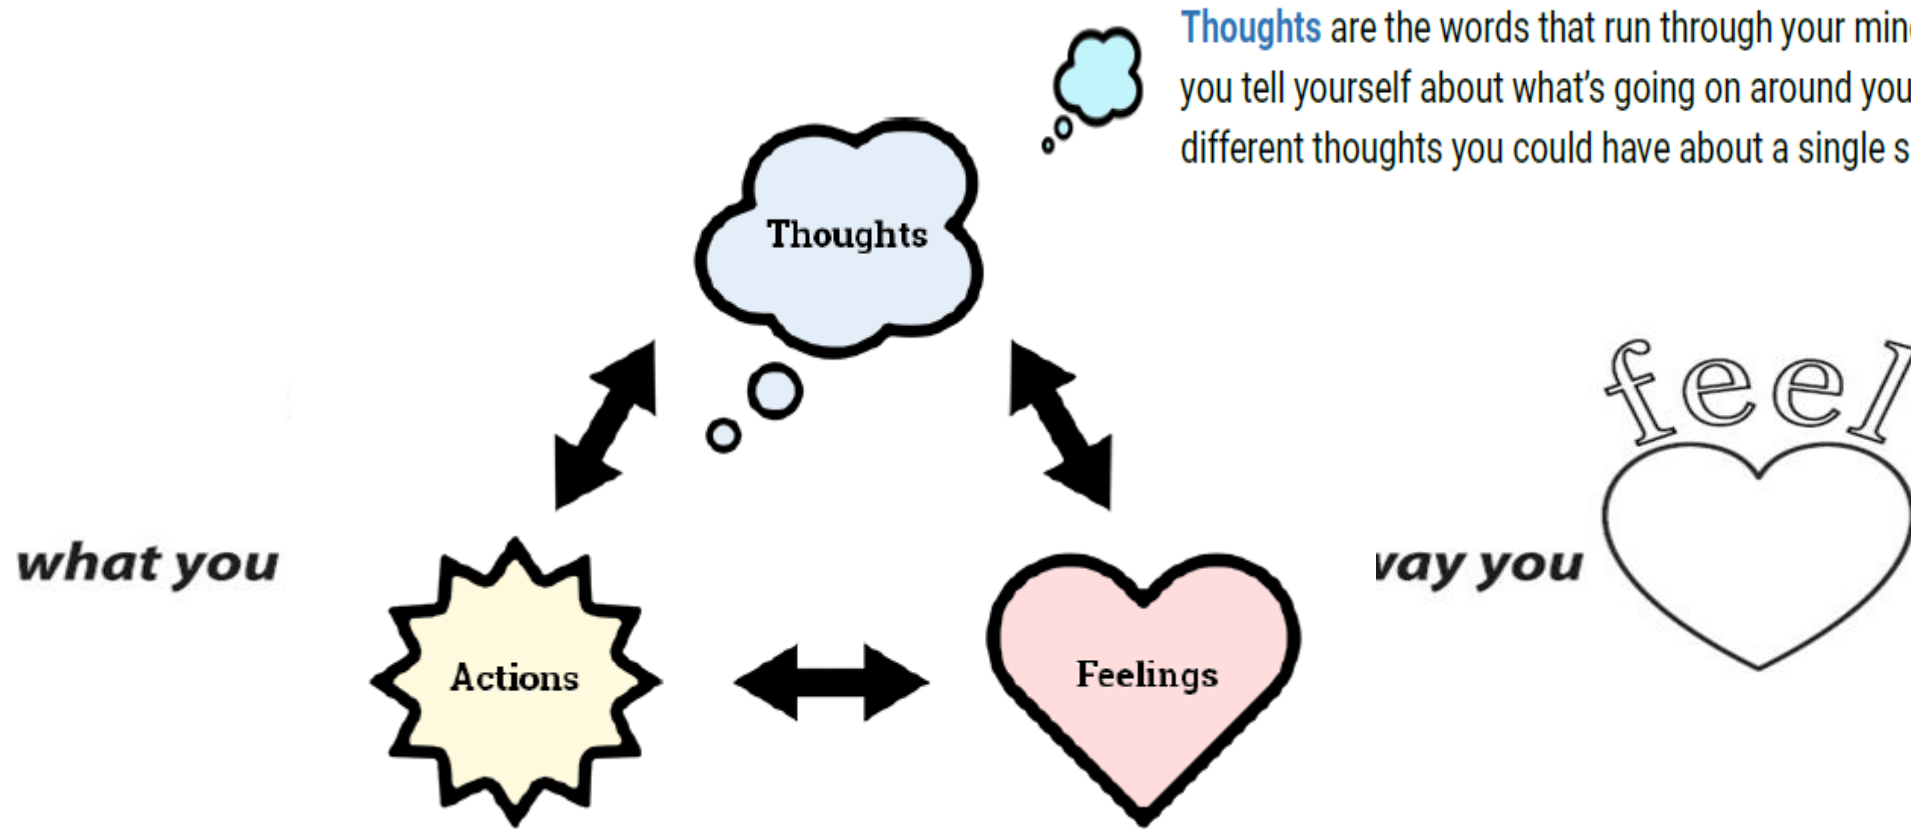 Thoughts are the words that run through your min
you tell yourself about what's going on around you
different thoughts you could have about a single s
Thoughts
feel
what you
way you
Actions
Feelings